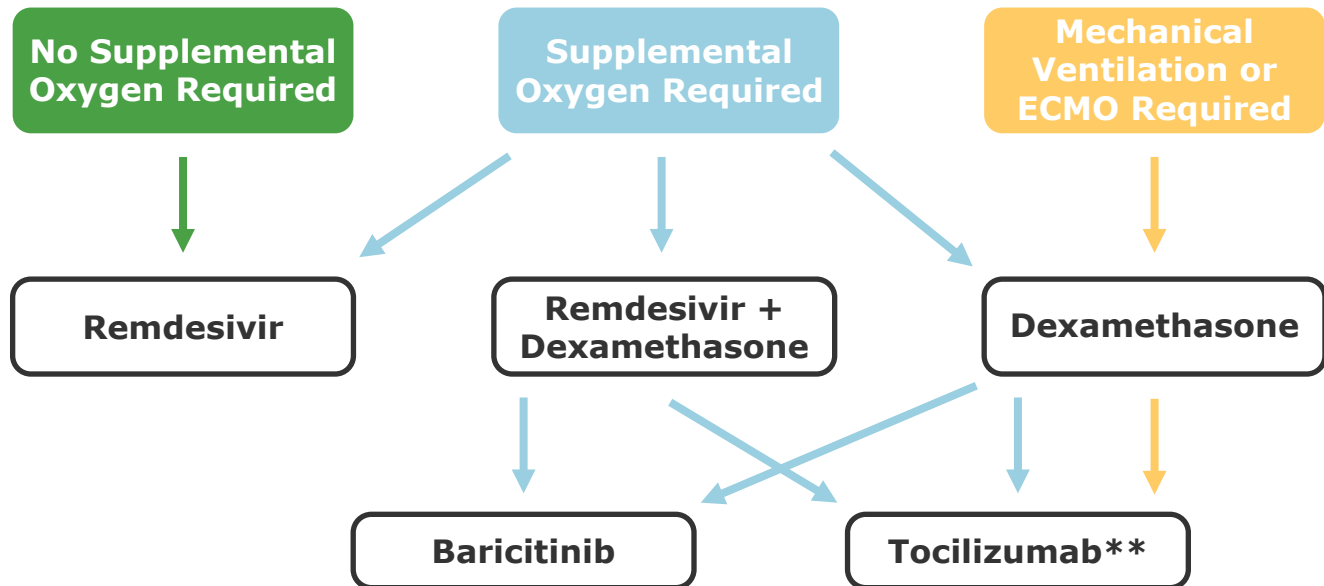 No Supplemental
Oxygen Required
Supplemental
Oxygen Required
Mechanical
Ventilation or
ECMO Required
Remdesivir
Remdesivir +
Dexamethasone
Dexamethasone
Baricitinib
Tocilizumab**